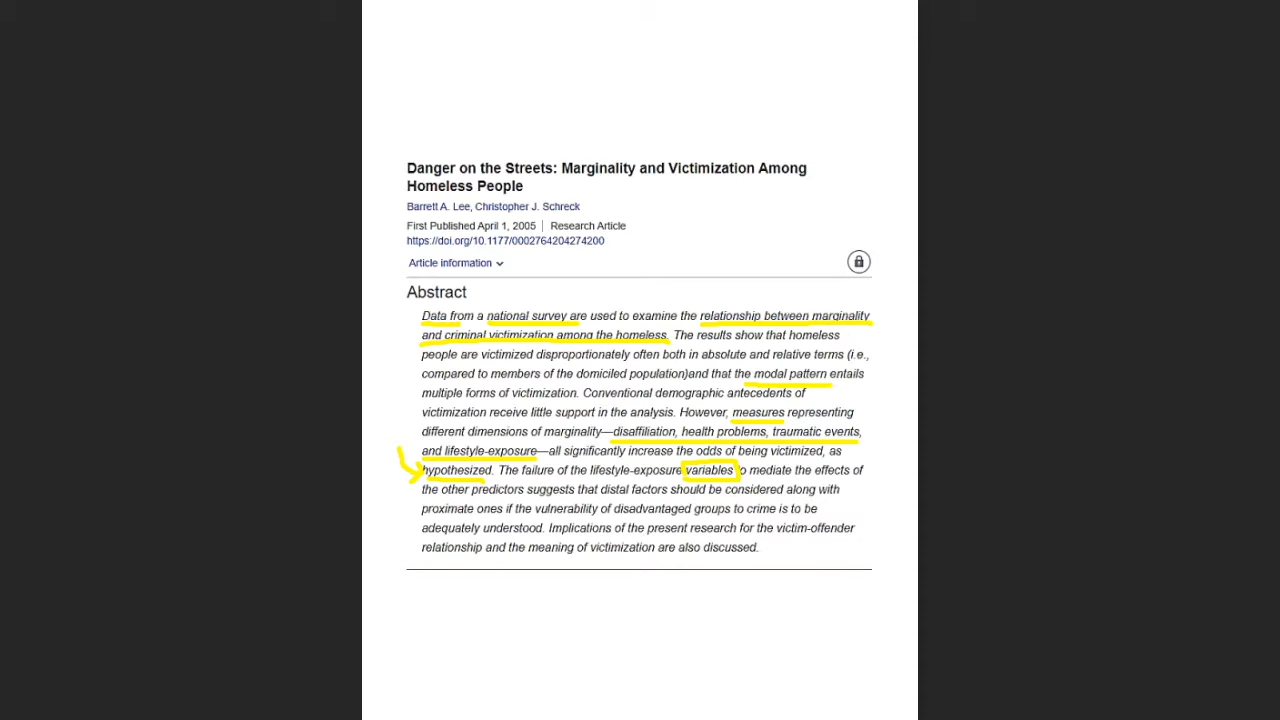 Danger on the Streets: Marginality and Victimization Among
Homeless People
Barrett A. Lee, Christopher J. Schreck
First Published April 1, 2005 | Research Article
https://doi.org/10.1177/0002764204274200
Article information
Abstract
Data from a national survey are used to examine the relationship between marginality
and criminal victimization among the homeless. The results show that homeless
people are victimized disproportionately often both in absolute and relative terms (i.e.,
compared to members of the domiciled population)and that the modal pattern entails
multiple forms of victimization. Conventional demographic antecedents of
victimization receive little support in the analysis. However, measures representing
different dimensions of marginality—disaffiliation, health problems, traumatic events,
and lifestyle-exposure—all significantly increase the odds of being victimized, as
hypothesized. The failure of the lifestyle-exposure variables to mediate the effects of
the other predictors suggests that distal factors should be considered along with
proximate ones if the vulnerability of disadvantaged groups to crime is to be
adequately understood. Implications of the present research for the victim-offender
relationship and the meaning of victimization are also discussed.